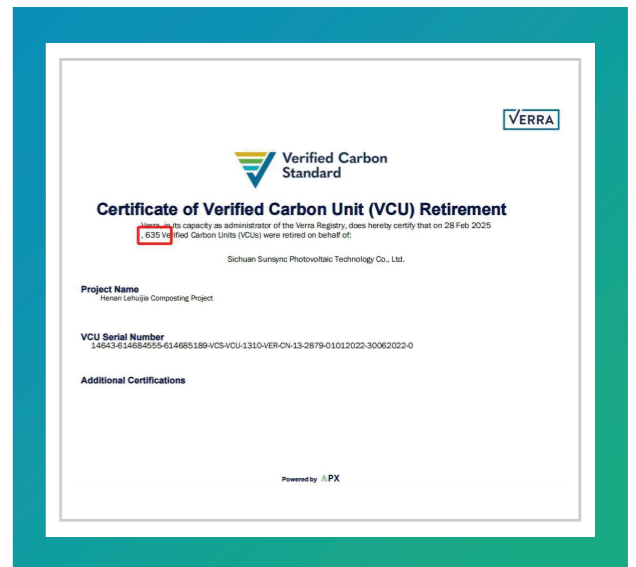 VERRA
Verified Carbon
Standard
Certificate of Verified Carbon Unit (VCU) Retirement
Verra, in its capacity as administrator of the Verra Registry, does hereby certify that on 28 Feb 2025
, 635 Verified Carbon Units (VCUs) were retired on behalf of:
Sichuan Sunsync Photovoltaic Technology Co., Ltd.
Project Name
Henan Lehuijia Composting Project
VCU Serial Number
14643-614684555-614685189-VCS-VCU-1310-VER-CN-13-2879-01012022-30062022-0
Additional Certifications
Powered by APX